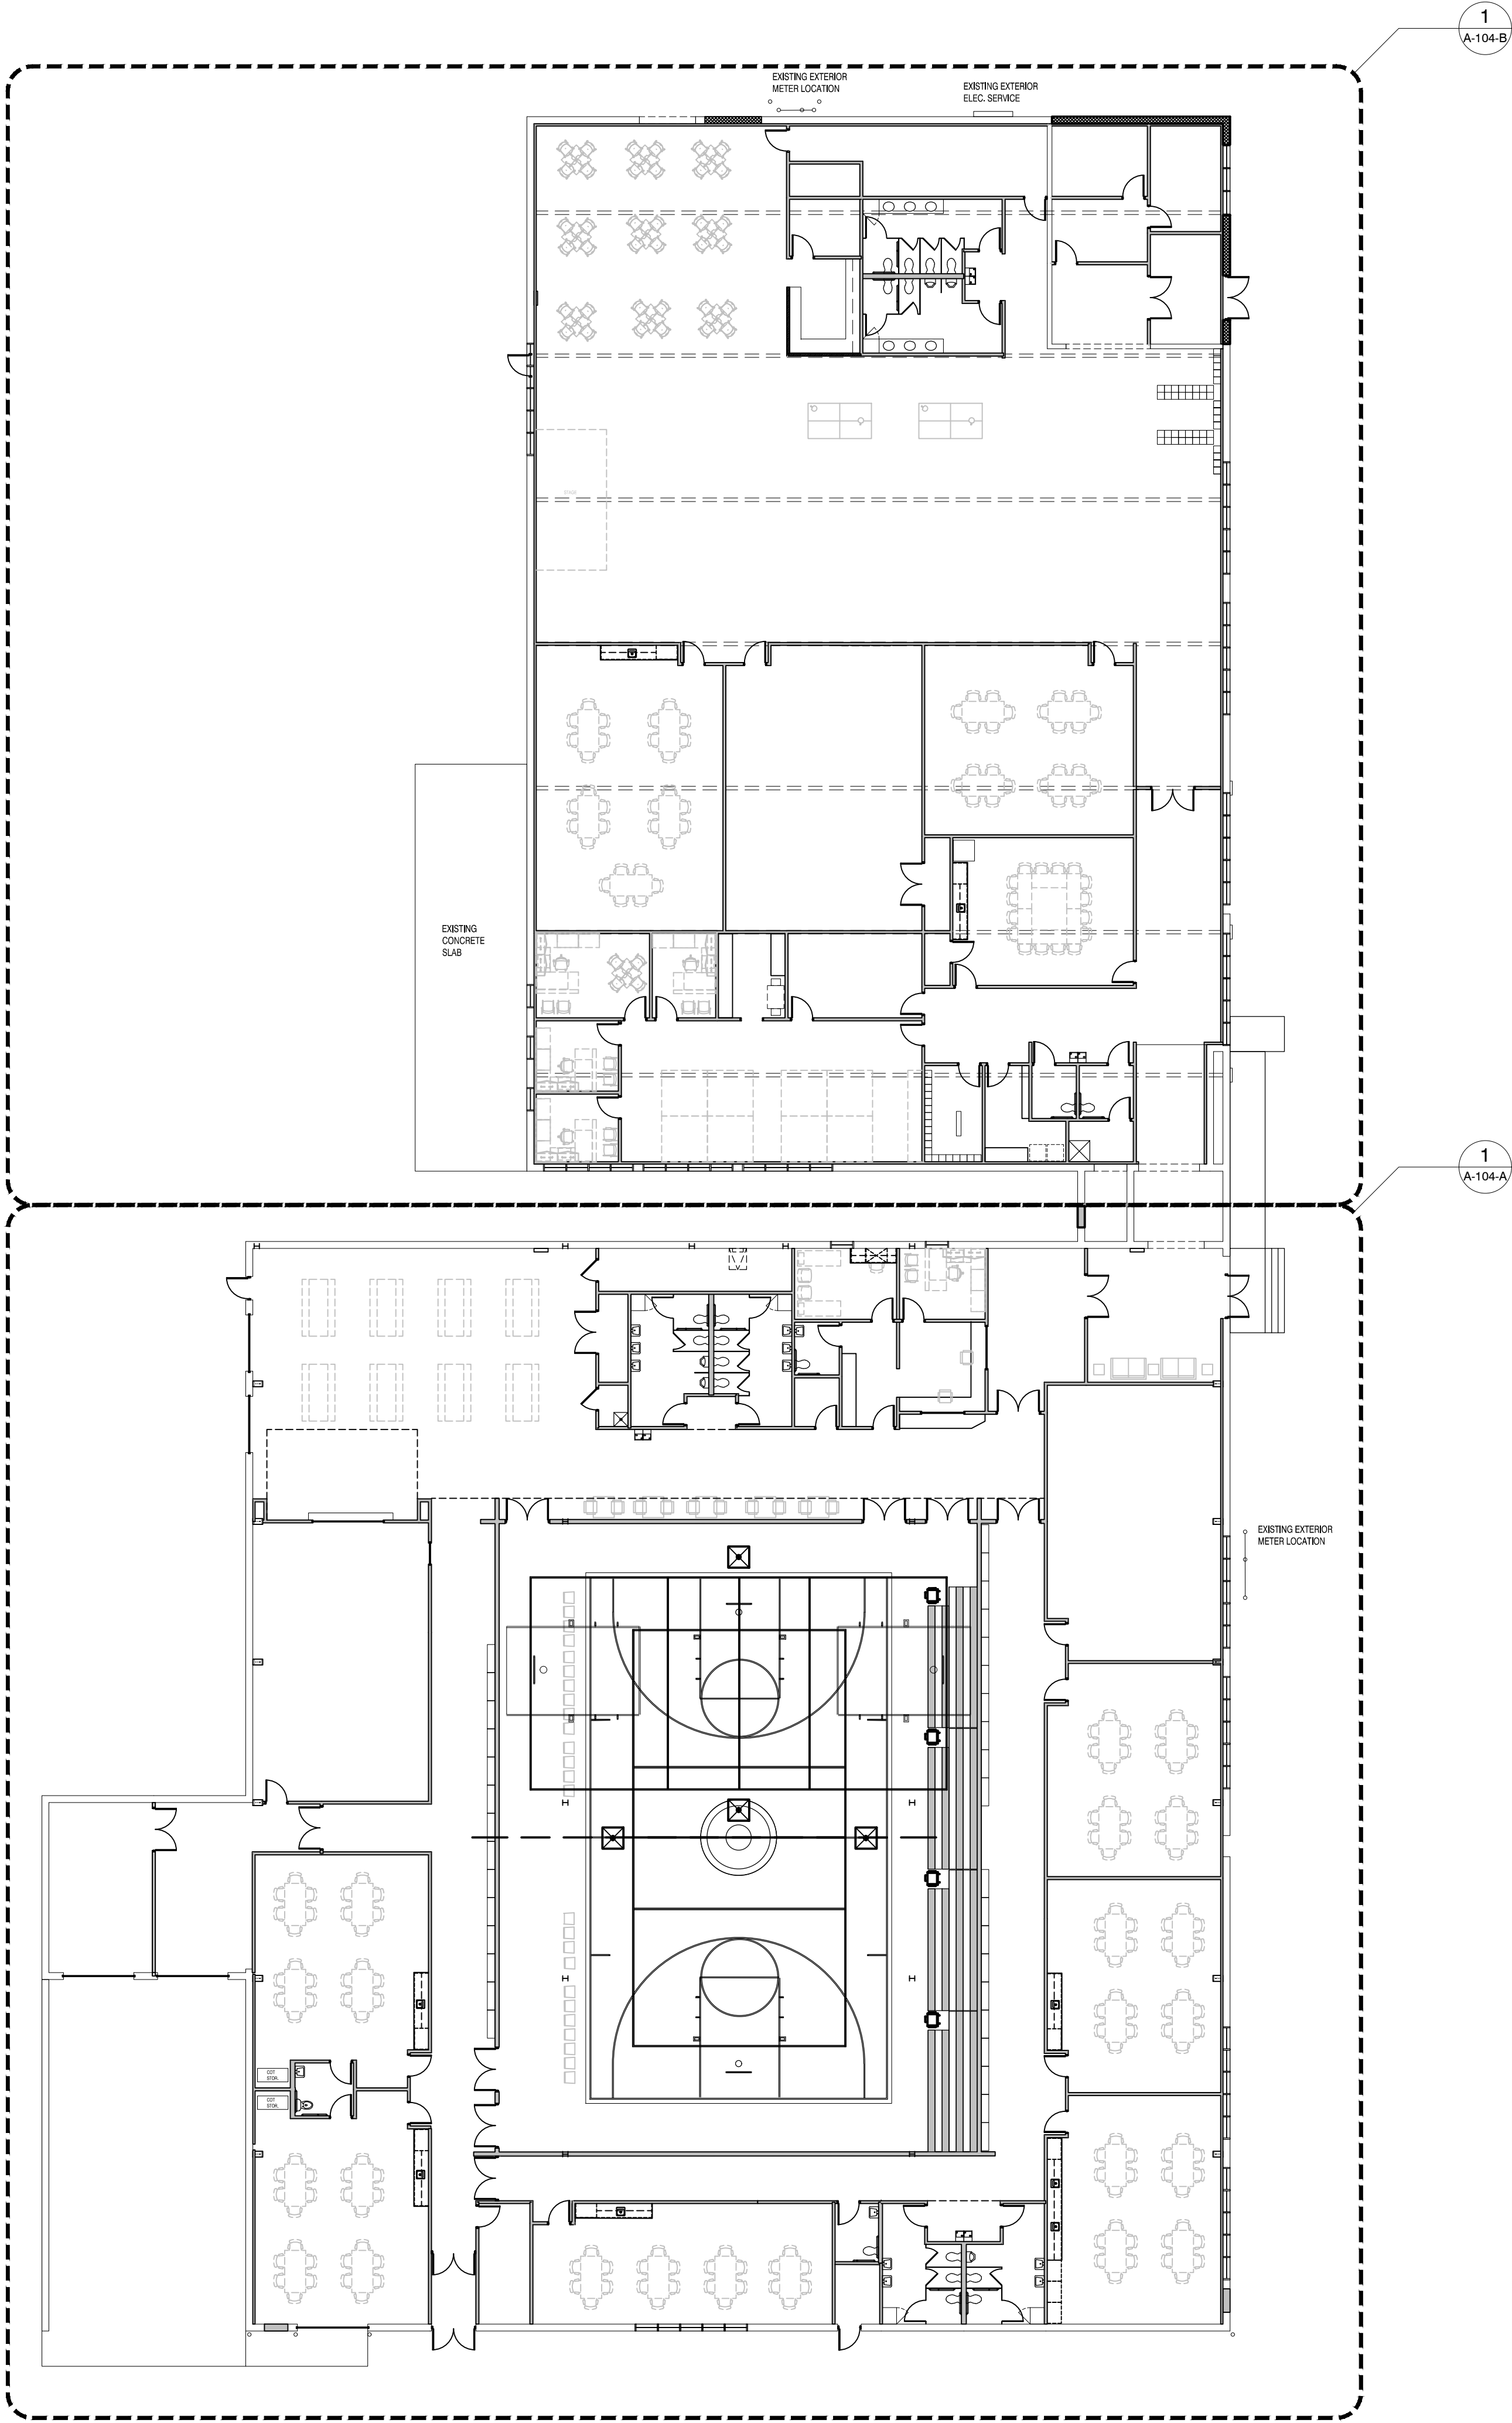 1
A-104-B
EXISTING EXTERIOR
METER LOCATION
EXISTING EXTERIOR
ELEC. SERVICE
STAGE
EXISTING
CONCRETE
SLAB
1
A-104-A
EXISTING EXTERIOR
METER LOCATION
COT
STOR.
COT
STOR.